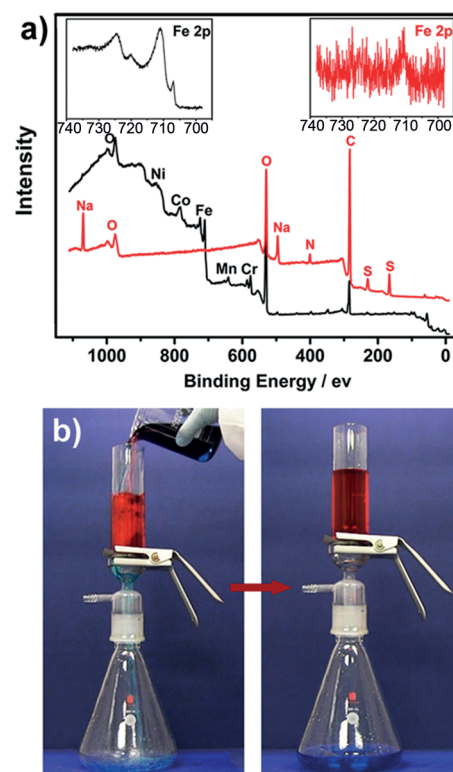 a)
Fe 2p
740 730 720 710 700
Fe 2p
740 730 720 710 700
Intensity
Na
O
O
Ni
Co
Fe
Mn Cr
O
Na
N
C
S
S
1000 800 600 400 200 0
Binding Energy / ev
b)